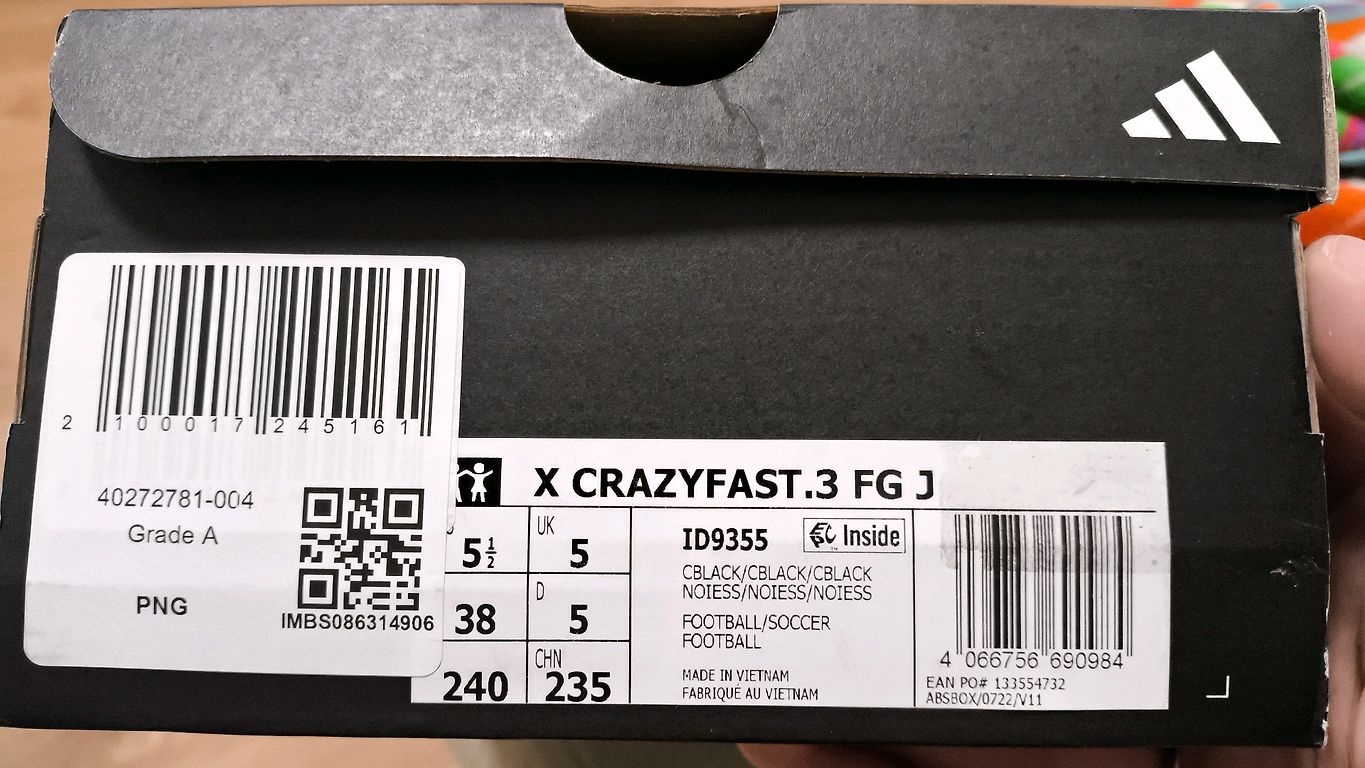 2 100017 245161
40272781-004
Grade A
PNG
IMBS086314906
X CRAZYFAST.3 FG J
5 1/2
UK
5
38
D
5
240
CHN
235
ID9355
Inside
CBLACK/CBLACK/CBLACK
NOIESS/NOIESS/NOIESS
FOOTBALL/SOCCER
FOOTBALL
MADE IN VIETNAM
FABRIQUÉ AU VIETNAM
4 066756 690984
EAN PO# 133554732
ABSBOX/0722/V11